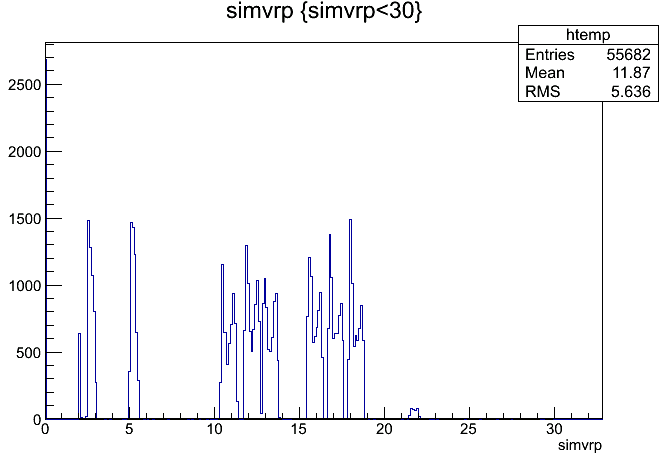 simvrp {simvrp<30}
htemp
Entries 55682
Mean 11.87
RMS 5.636
2500
2000
1500
1000
500
0
0 5 10 15 20 25 30
simvrp